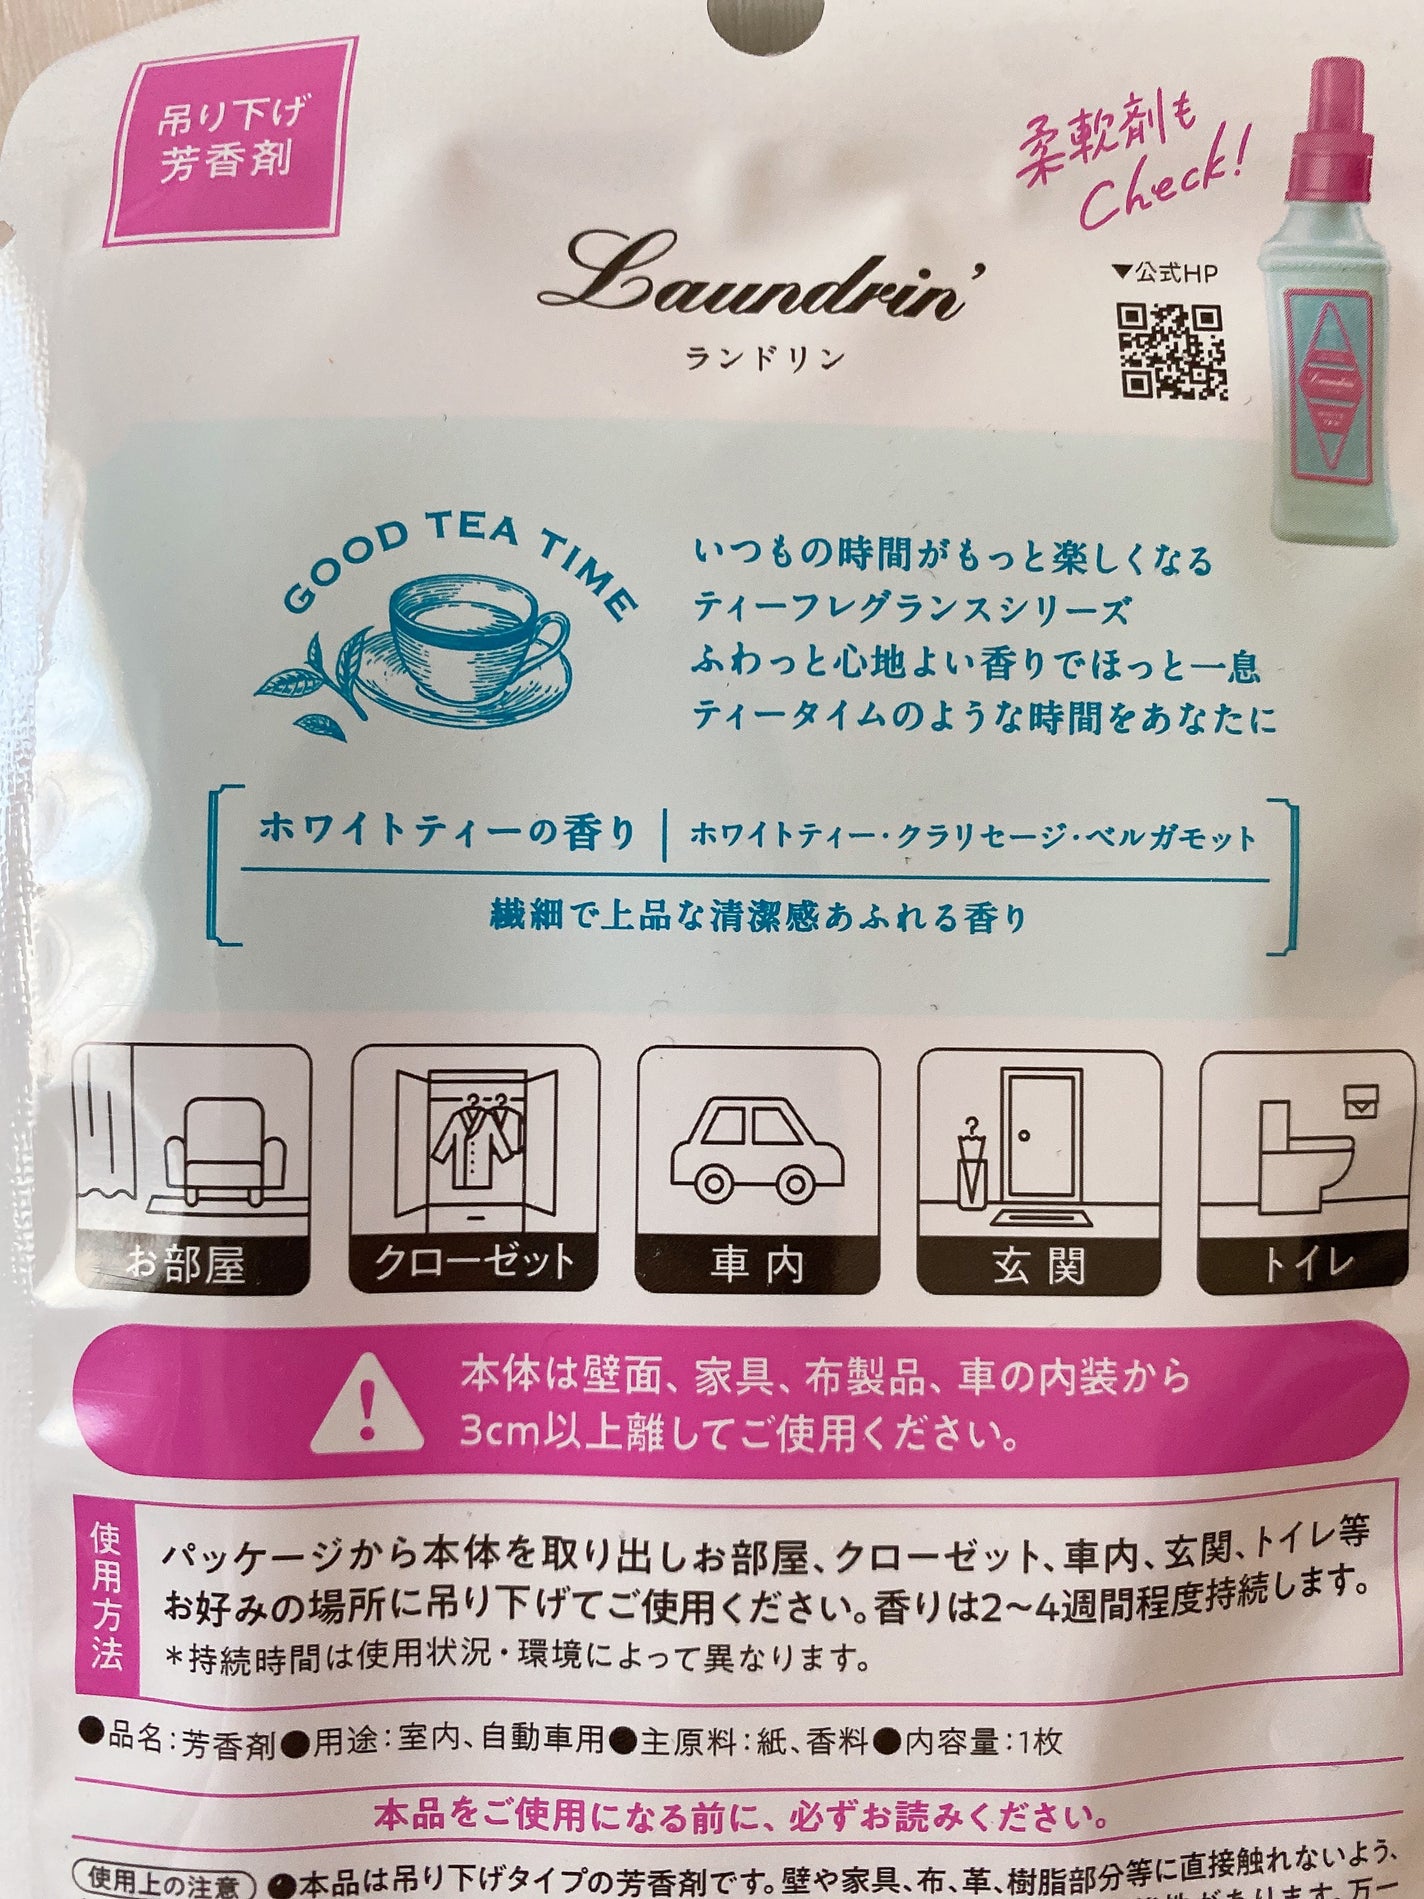 吊り下げ
芳香剤
柔軟剤も
Check!
Laundrin'
ランドリン
▼公式HP
GOOD TEA TIME
いつもの時間がもっと楽しくなる
ティーフレグランスシリーズ
ふわっと心地よい香りでほっと一息
ティータイムのような時間をあなたに
ホワイトティーの香り | ホワイトティー・クラリセージ・ベルガモット
繊細で上品な清潔感あふれる香り
お部屋
クローゼット
車内
玄関
トイレ
本体は壁面、家具、布製品、車の内装から
3cm以上離してご使用ください。
使用方法
パッケージから本体を取り出しお部屋、クローゼット、車内、玄関、トイレ等
お好みの場所に吊り下げてご使用ください。香りは2〜4週間程度持続します。
*持続時間は使用状況・環境によって異なります。
●品名:芳香剤●用途:室内、自動車用●主原料:紙、香料●内容量:1枚
本品をご使用になる前に、必ずお読みください。
使用上の注意 ●本品は吊り下げタイプの芳香剤です。壁や家具、布、革、樹脂部分等に直接触れないよう、